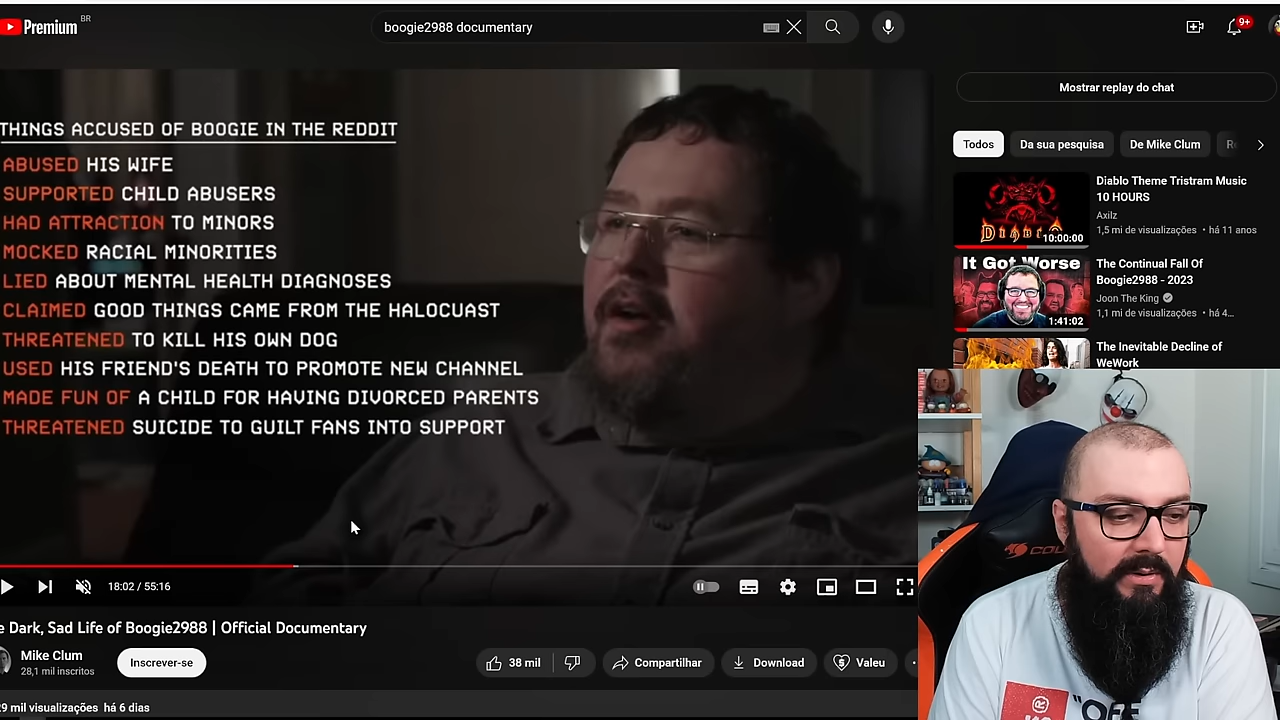 Premium BR
boogie2988 documentary
9+
THINGS ACCUSED OF BOOGIE IN THE REDDIT
ABUSED HIS WIFE
SUPPORTED CHILD ABUSERS
HAD ATTRACTION TO MINORS
MOCKED RACIAL MINORITIES
LIED ABOUT MENTAL HEALTH DIAGNOSES
CLAIMED GOOD THINGS CAME FROM THE HALOCUAST
THREATENED TO KILL HIS OWN DOG
USED HIS FRIEND'S DEATH TO PROMOTE NEW CHANNEL
MADE FUN OF A CHILD FOR HAVING DIVORCED PARENTS
THREATENED SUICIDE TO GUILT FANS INTO SUPPORT
18:02 / 55:16
e Dark, Sad Life of Boogie2988 | Official Documentary
Mike Clum
28,1 mil inscritos
Inscrever-se
38 mil
Compartilhar
Download
Valeu
29 mil visualizações há 6 dias
Mostrar replay do chat
Todos
Da sua pesquisa
De Mike Clum
DIABLO
10:00:00
Diablo Theme Tristram Music
10 HOURS
Axilz
1,5 mi de visualizações • há 11 anos
It Got Worse
1:41:02
The Continual Fall Of
Boogie2988 - 2023
Joon The King
1,1 mi de visualizações • há 4...
The Inevitable Decline of
WeWork
COU
"OFF